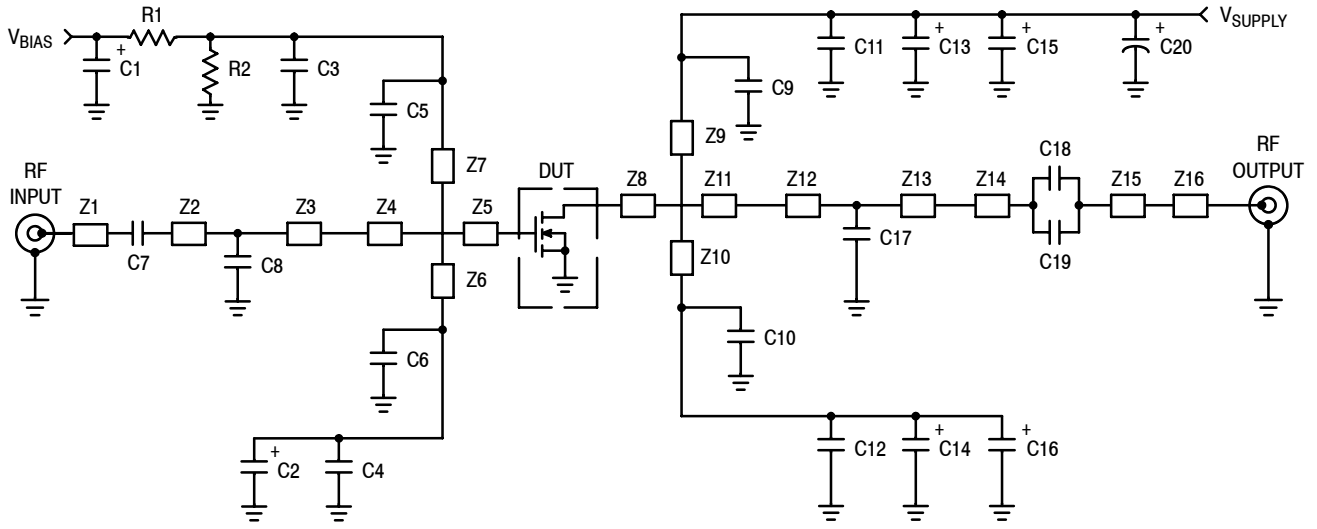 R1
V_BIAS
+
C1
R2
C3
C5
Z7
RF
INPUT
Z1
C7
Z2
C8
Z3
Z4
Z5
Z6
C6
+
C2
C4
DUT
V_SUPPLY
C11
+
C13
+
C15
+
C20
C9
Z9
Z8
Z11
Z12
Z10
C17
Z13
Z14
C18
C19
Z15
Z16
RF
OUTPUT
C10
C12
+
C14
+
C16